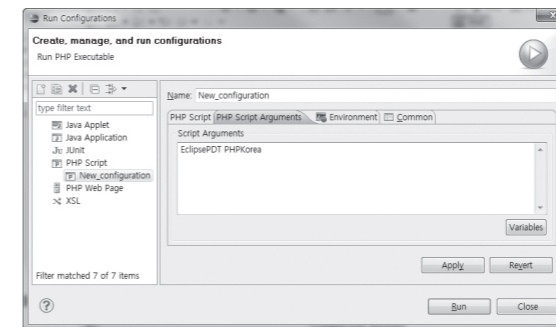 Run Configurations
Create, manage, and run configurations
Run PHP Executable
type filter text
Java Applet
Java Application
JUnit
PHP Script
New_configuration
PHP Web Page
XSL
Filter matched 7 of 7 items
Name: New_configuration
PHP Script PHP Script Arguments Environment Common
Script Arguments
EclipsePDT PHPKorea
Variables
Apply Revert
Run Close